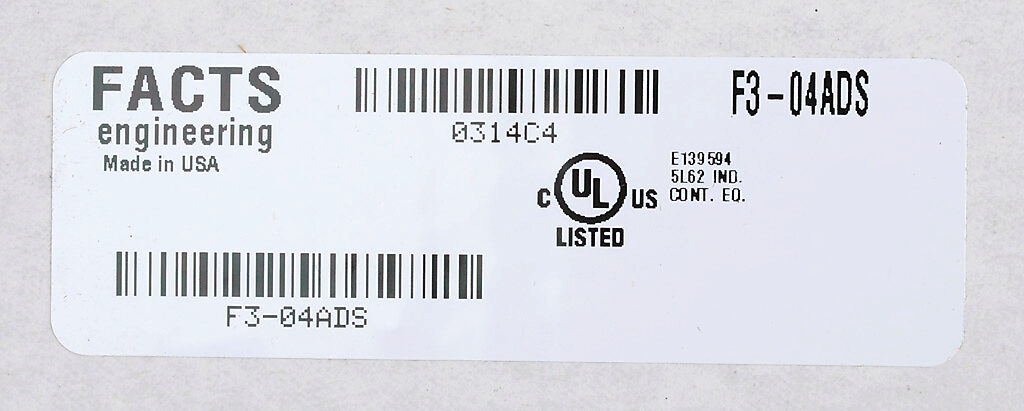 FACTS
engineering
Made in USA
0314C4
F3-04ADS
C UL US
LISTED
E139594
5L62 IND.
CONT. EQ.
F3-04ADS